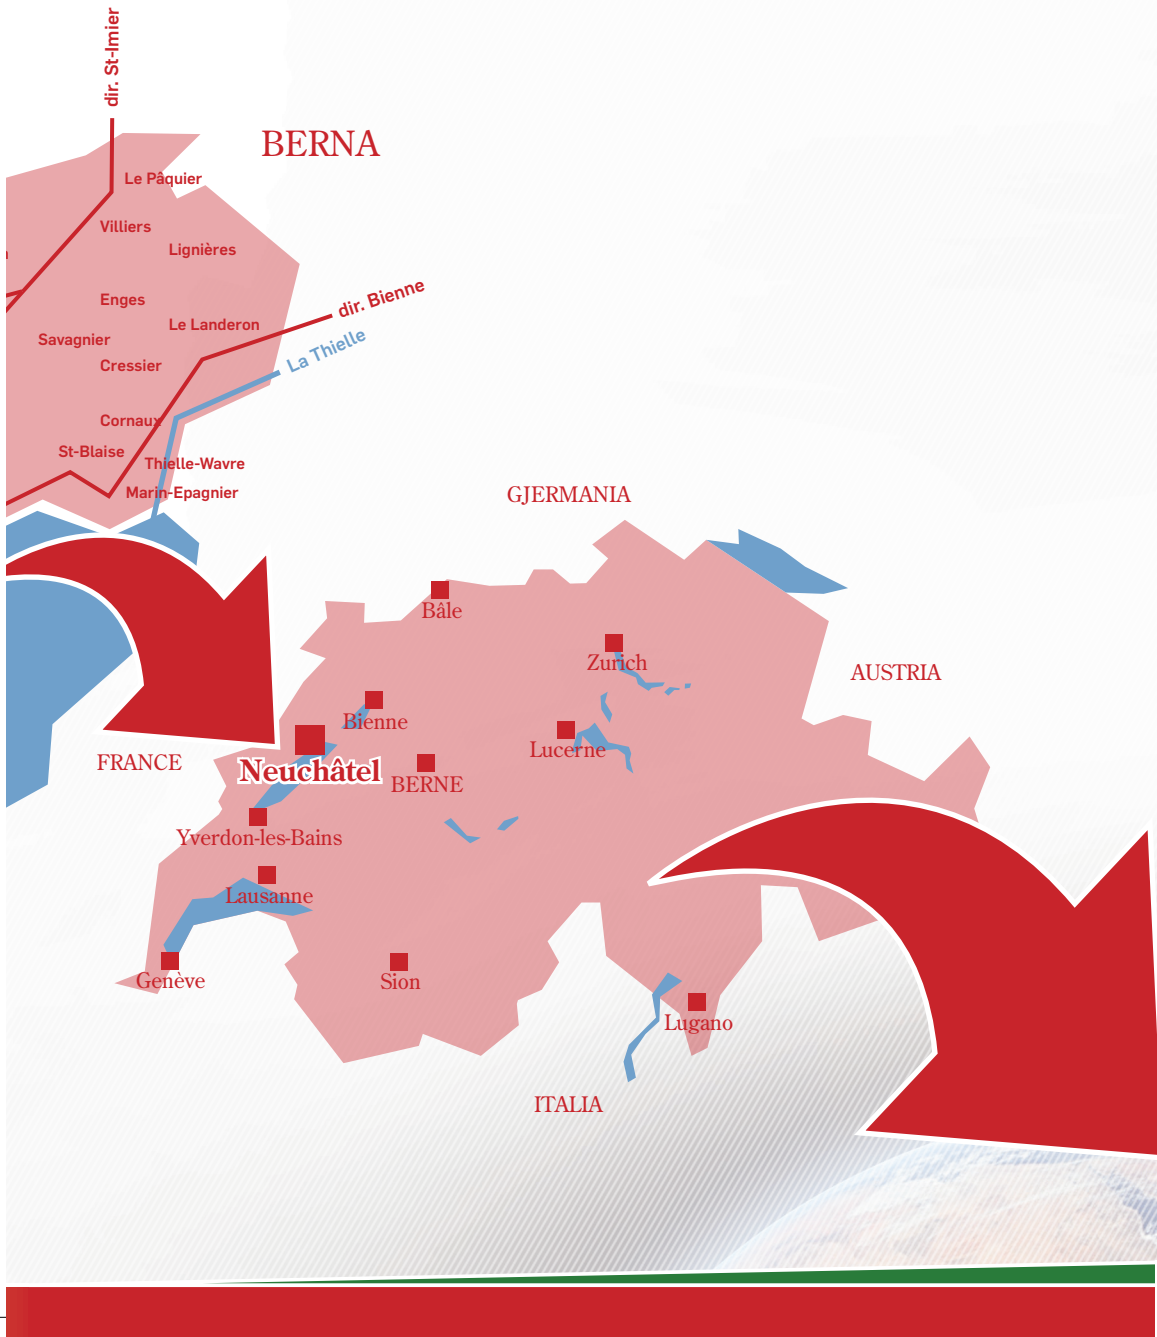 dir. St-Imier
BERNA
Le Pâquier
Villiers
Lignières
Enges
dir. Bienne
Le Landeron
Savagnier
La Thielle
Cressier
Cornaux
St-Blaise
Thielle-Wavre
Marin-Epagnier
GJERMANIA
Bâle
Zurich
AUSTRIA
Bienne
Lucerne
FRANCE
Neuchâtel
BERNE
Yverdon-les-Bains
Lausanne
Genève
Sion
Lugano
ITALIA